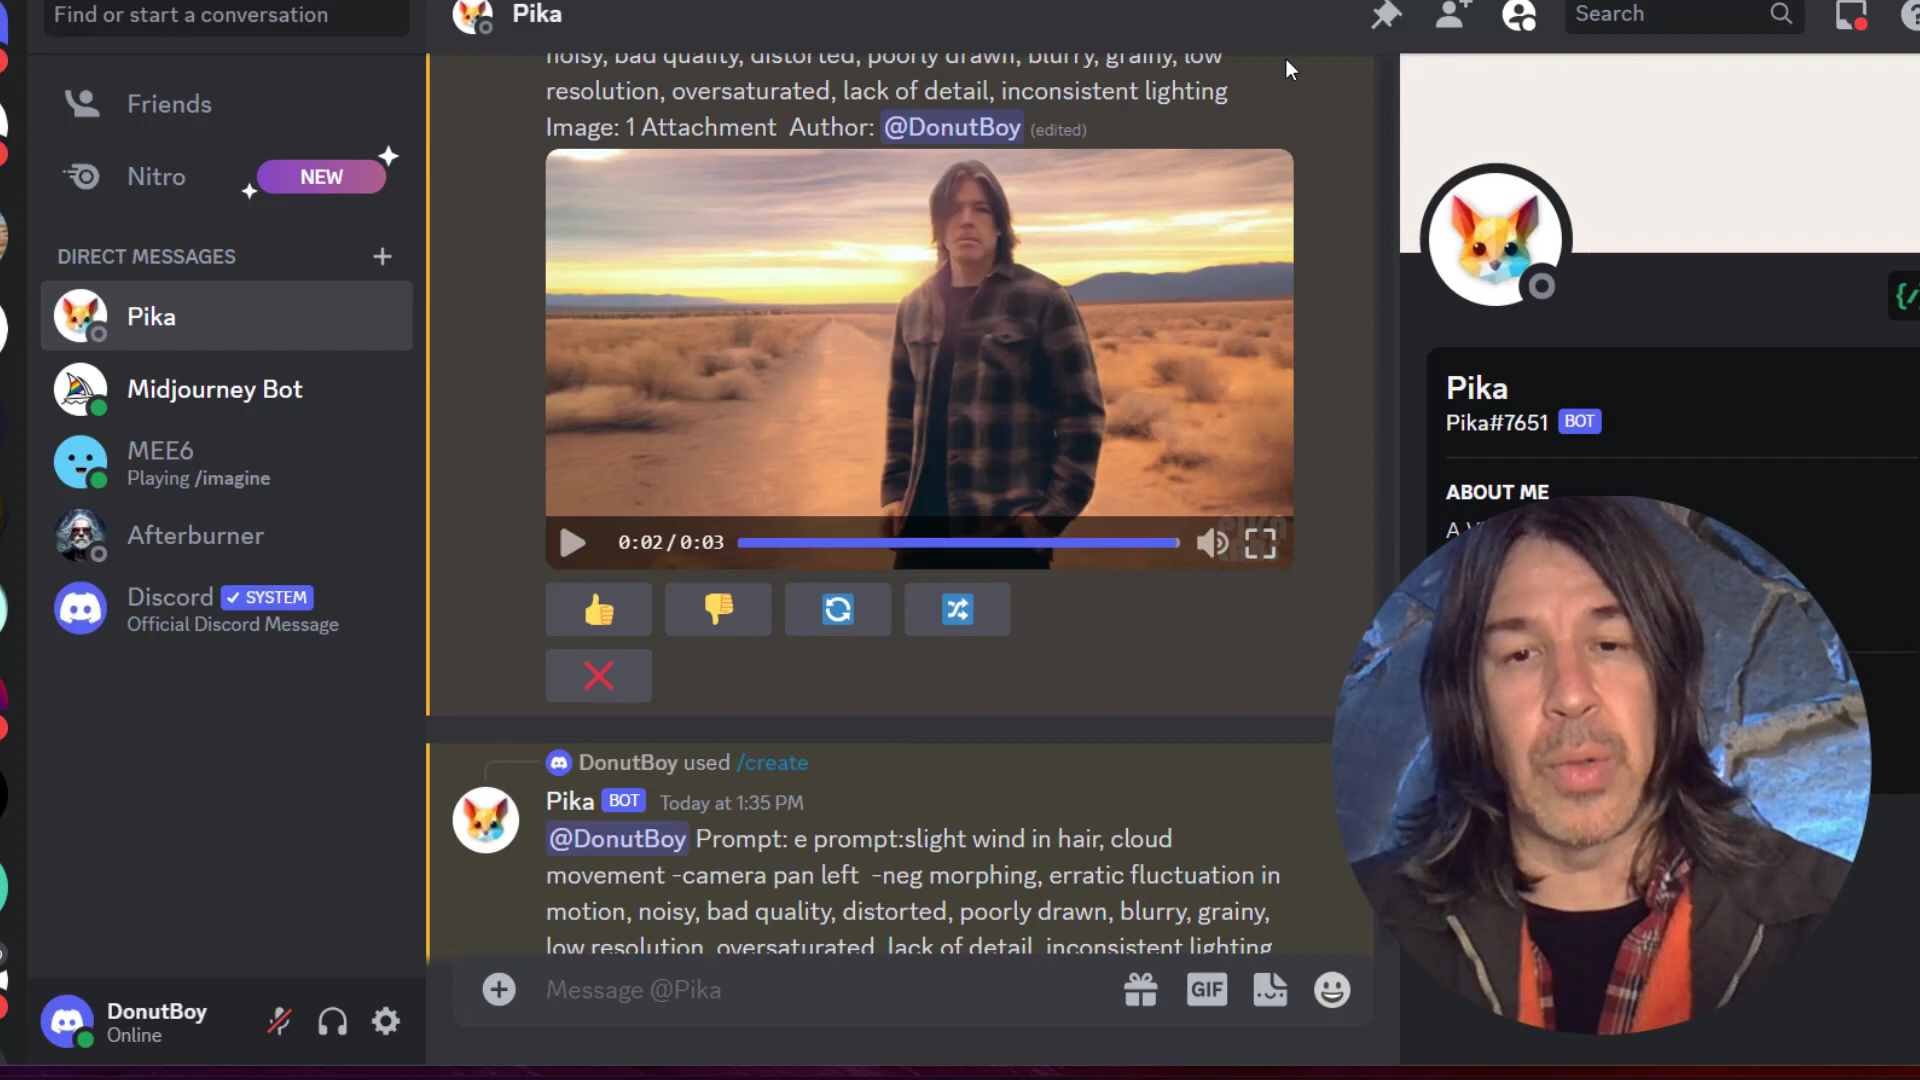 Find or start a conversation
Friends
Nitro
NEW
DIRECT MESSAGES
Pika
Midjourney Bot
MEE6
Playing /imagine
Afterburner
Discord
✓ SYSTEM
Official Discord Message
DonutBoy
Online
Pika
noisy, bad quality, distorted, poorly drawn, blurry, grainy, low
resolution, oversaturated, lack of detail, inconsistent lighting
Image: 1 Attachment Author: @DonutBoy (edited)
0:02/0:03
DonutBoy used /create
Pika BOT Today at 1:35 PM
@DonutBoy Prompt: e prompt:slight wind in hair, cloud
movement -camera pan left -neg morphing, erratic fluctuation in
motion, noisy, bad quality, distorted, poorly drawn, blurry, grainy,
low resolution, oversaturated, lack of detail, inconsistent lighting
Message @Pika
GIF
Search
Pika
Pika#7651 BOT
ABOUT ME